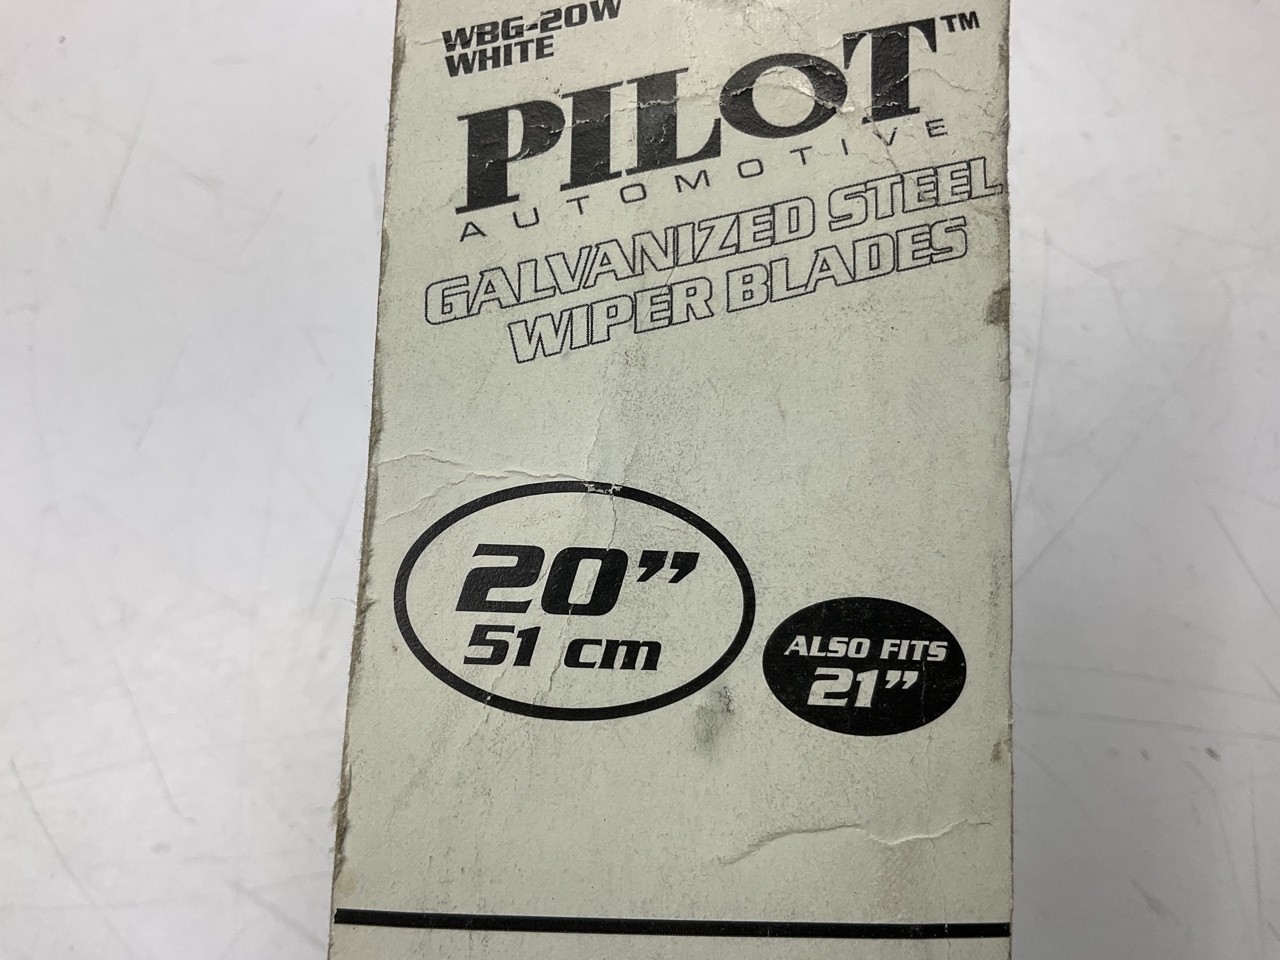 WBG-20W
WHITE
PILOT™
AUTOMOTIVE
GALVANIZED STEEL
WIPER BLADES
20”
51 cm
ALSO FITS
21”